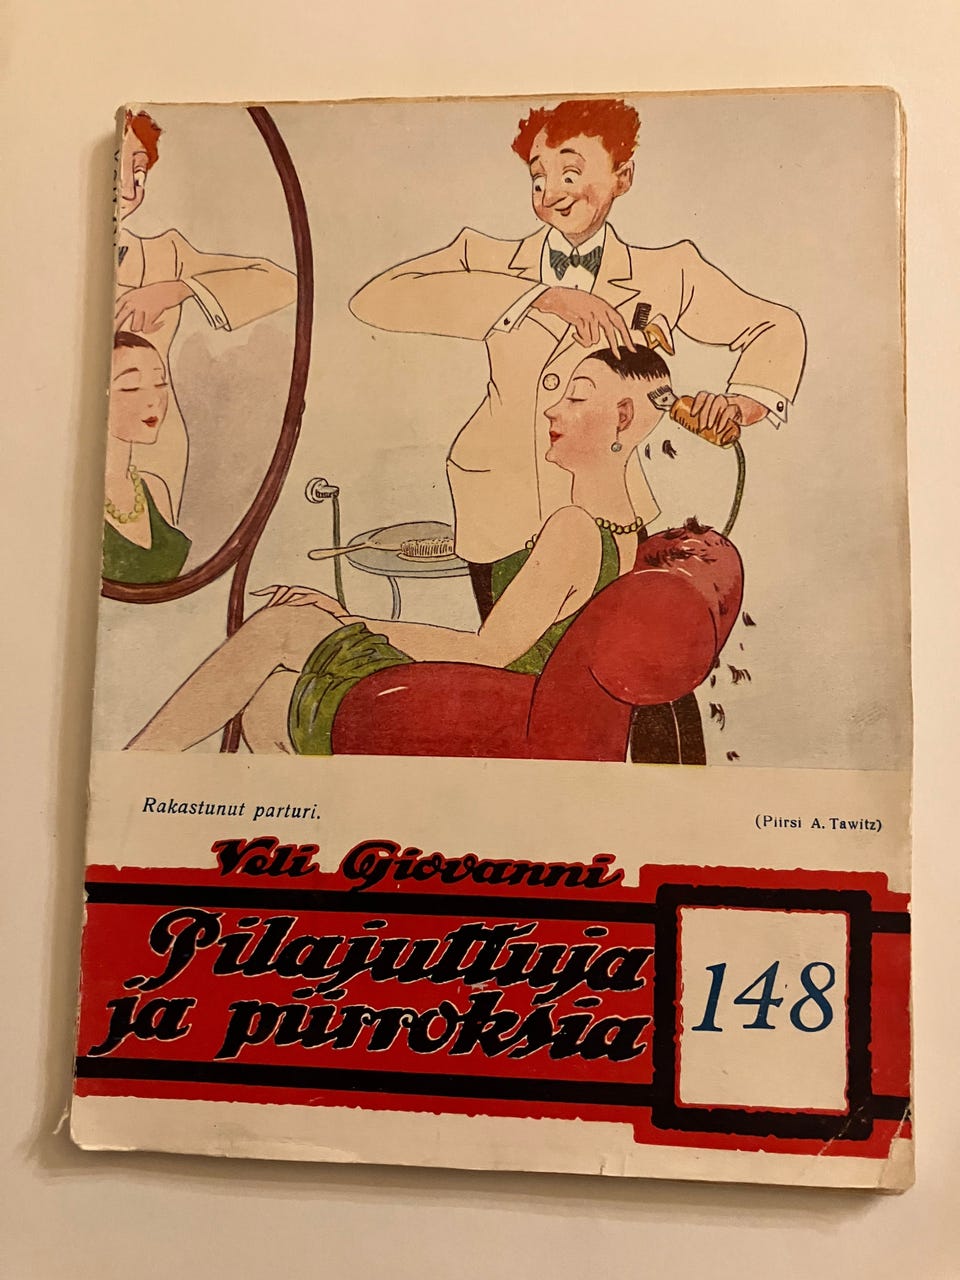 Rakastunut parturi.
(Piirsi A. Tawitz)
Veli Giovanni
Pilajuttuja
ja piirroksia
148